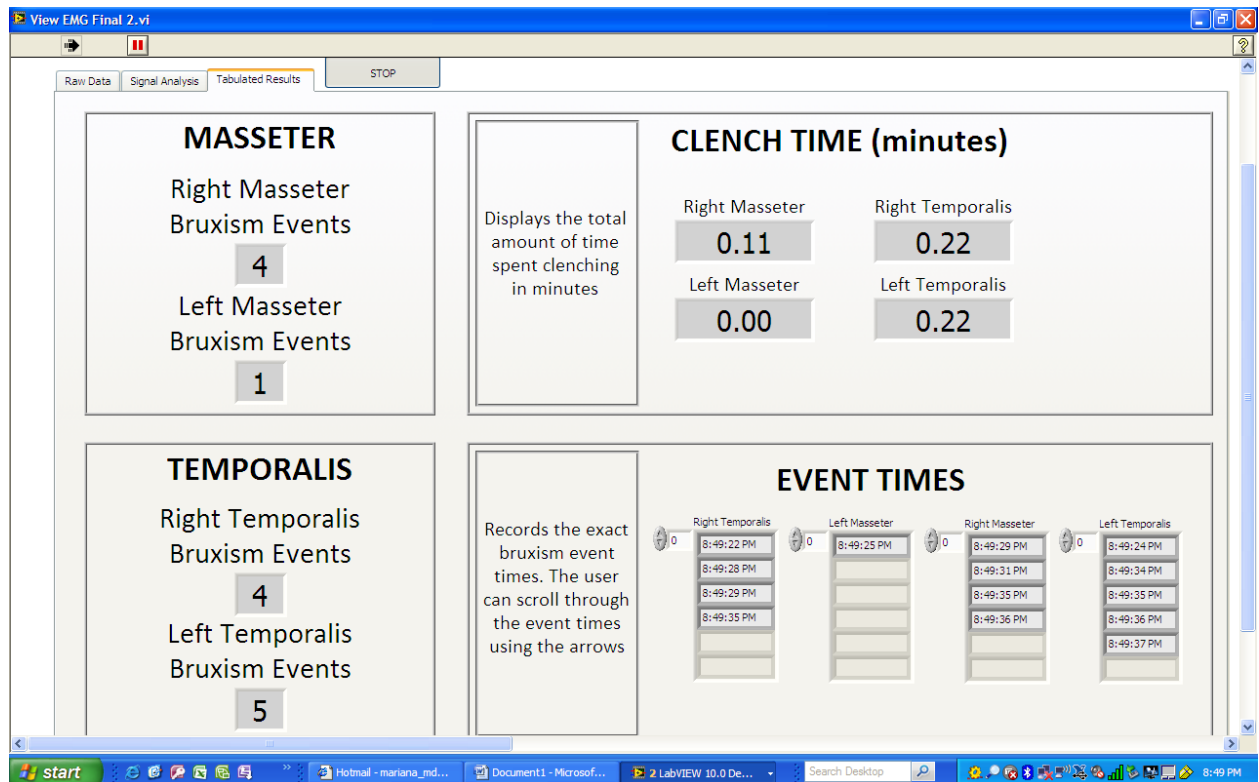 View EMG Final 2.vi
Raw Data
Signal Analysis
Tabulated Results
STOP
MASSETER
Right Masseter
Bruxism Events
4
Left Masseter
Bruxism Events
1
Displays the total
amount of time
spent clenching
in minutes
CLENCH TIME (minutes)
Right Masseter
Right Temporalis
0.11
0.22
Left Masseter
Left Temporalis
0.00
0.22
TEMPORALIS
Right Temporalis
Bruxism Events
4
Left Temporalis
Bruxism Events
5
Records the exact
bruxism event
times. The user
can scroll through
the event times
using the arrows
EVENT TIMES
Right Temporalis
0
8:49:22 PM
8:49:28 PM
8:49:29 PM
8:49:35 PM
Left Masseter
0
8:49:25 PM
Right Masseter
0
8:49:29 PM
8:49:31 PM
8:49:35 PM
8:49:36 PM
Left Temporalis
0
8:49:24 PM
8:49:34 PM
8:49:35 PM
8:49:36 PM
8:49:37 PM
start
Hotmail - mariana_md...
Document1 - Microsof...
2 LabVIEW 10.0 De...
Search Desktop
8:49 PM